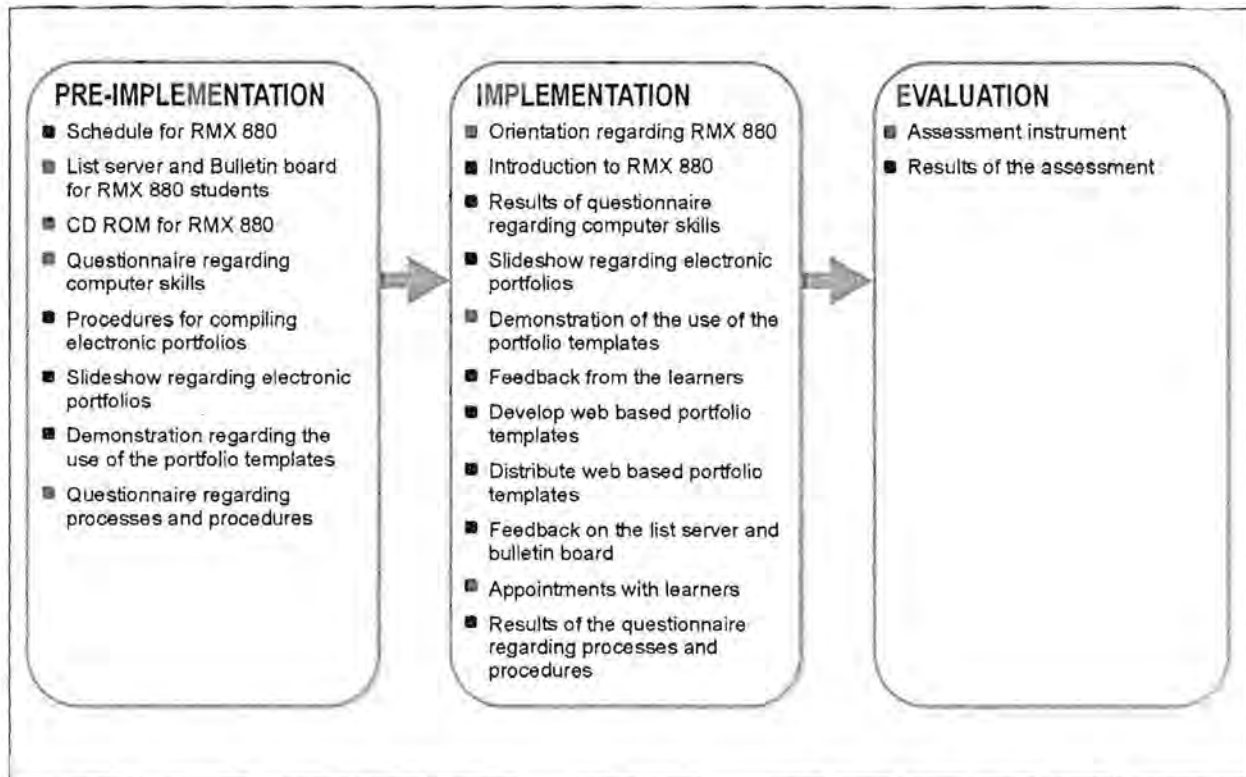 PRE-IMPLEMENTATION
Schedule for RMX 880
List server and Bulletin board
for RMX 880 students
CD ROM for RMX 880
Questionnaire regarding
computer skills
Procedures for compiling
electronic portfolios
Slideshow regarding electronic
portfolios
Demonstration regarding the
use of the portfolio templates
Questionnaire regarding
processes and procedures
IMPLEMENTATION
Orientation regarding RMX 880
Introduction to RMX 880
Results of questionnaire
regarding computer skills
Slideshow regarding electronic
portfolios
Demonstration of the use of the
portfolio templates
Feedback from the learners
Develop web based portfolio
templates
Distribute web based portfolio
templates
Feedback on the list server and
bulletin board
Appointments with learners
Results of the questionnaire
regarding processes and
procedures
EVALUATION
Assessment instrument
Results of the assessment